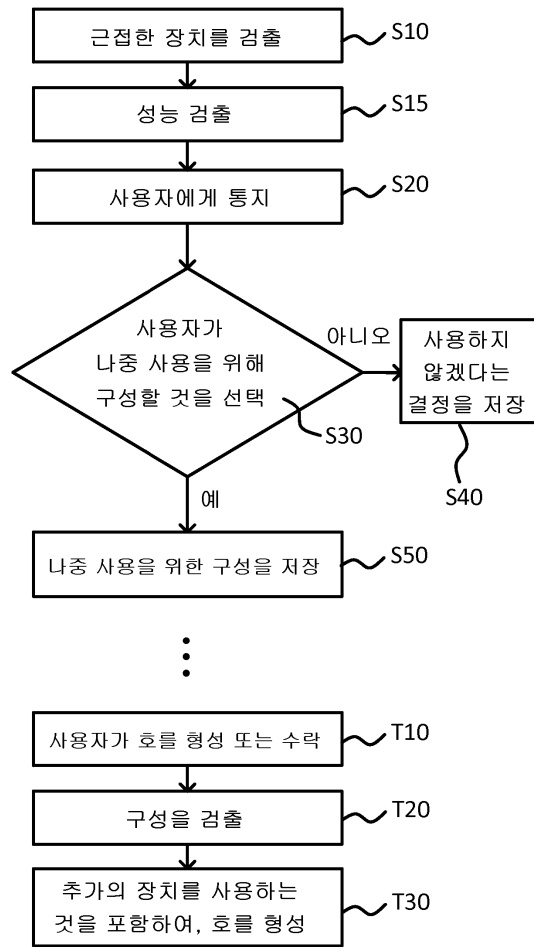 근접한 장치를 검출
S10
성능 검출
S15
사용자에게 통지
S20
사용자가
나중 사용을 위해
구성할 것을 선택
S30
아니오
사용하지
않겠다는
결정을 저장
S40
예
나중 사용을 위한 구성을 저장
S50
사용자가 호를 형성 또는 수락
T10
구성을 검출
T20
추가의 장치를 사용하는
것을 포함하여, 호를 형성
T30